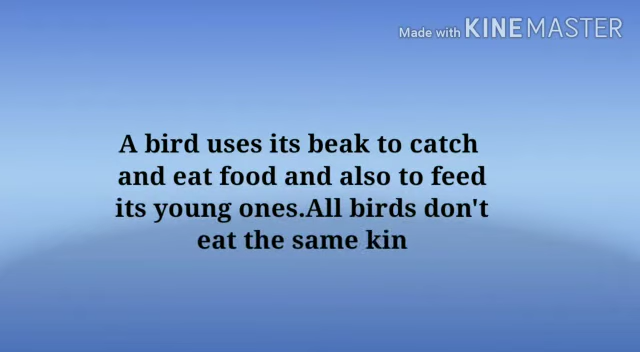 Made with KINEMASTER
A bird uses its beak to catch
and eat food and also to feed
its young ones.All birds don't
eat the same kin